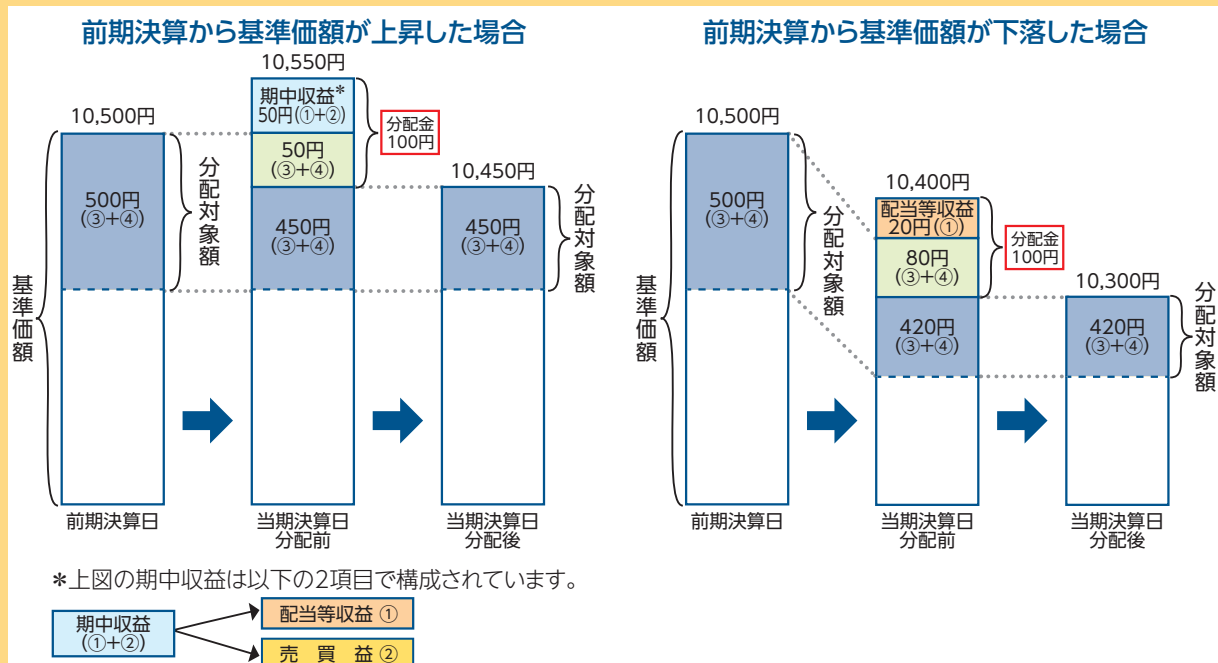 前期決算から基準価額が上昇した場合
10,550円
期中収益*
50円(①+②)
10,500円
分配金
100円
50円
(③+④)
10,450円
500円
(③+④)
分配対象額
450円
(③+④)
450円
(③+④)
分配対象額
基準価額
前期決算日
当期決算日
分配前
当期決算日
分配後
*上図の期中収益は以下の2項目で構成されています。
期中収益
(①+②)
配当等収益 ①
売 買 益 ②
前期決算から基準価額が下落した場合
10,500円
500円
(③+④)
分配対象額
10,400円
配当等収益
20円(①)
分配金
100円
80円
(③+④)
10,300円
420円
(③+④)
420円
(③+④)
分配対象額
基準価額
前期決算日
当期決算日
分配前
当期決算日
分配後